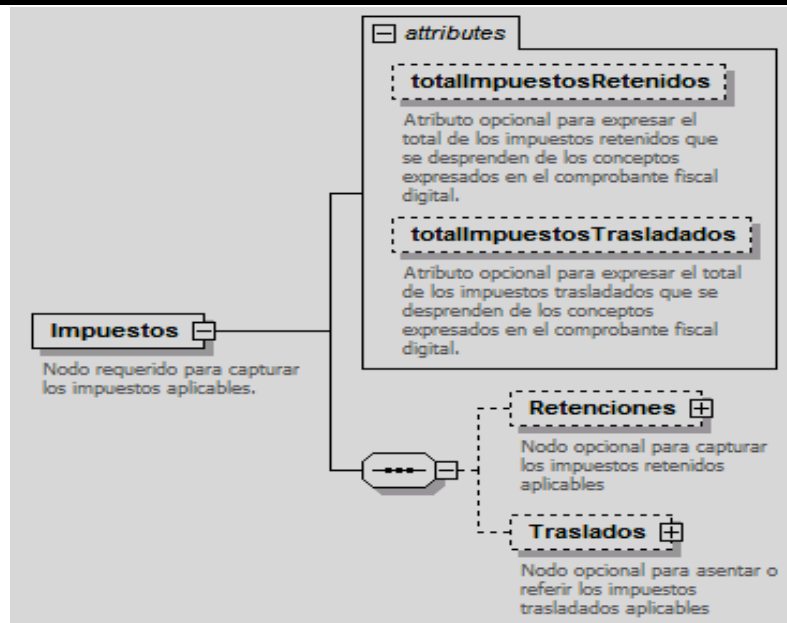 attributes
totalImpuestosRetenidos
Atributo opcional para expresar el
total de los impuestos retenidos que
se desprenden de los conceptos
expresados en el comprobante fiscal
digital.
totalImpuestosTrasladados
Atributo opcional para expresar el total
de los impuestos trasladados que se
desprenden de los conceptos
expresados en el comprobante fiscal
digital.
Impuestos
Nodo requerido para capturar
los impuestos aplicables.
Retenciones
Nodo opcional para capturar
los impuestos retenidos
aplicables
Traslados
Nodo opcional para asentar o
referir los impuestos
trasladados aplicables